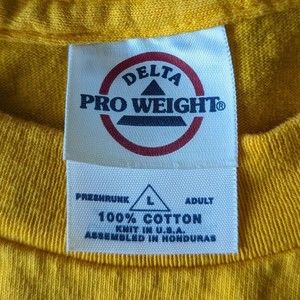 DELTA
PRO WEIGHT®
PRESHRUNK L ADULT
100% COTTON
KNIT IN U.S.A.
ASSEMBLED IN HONDURAS